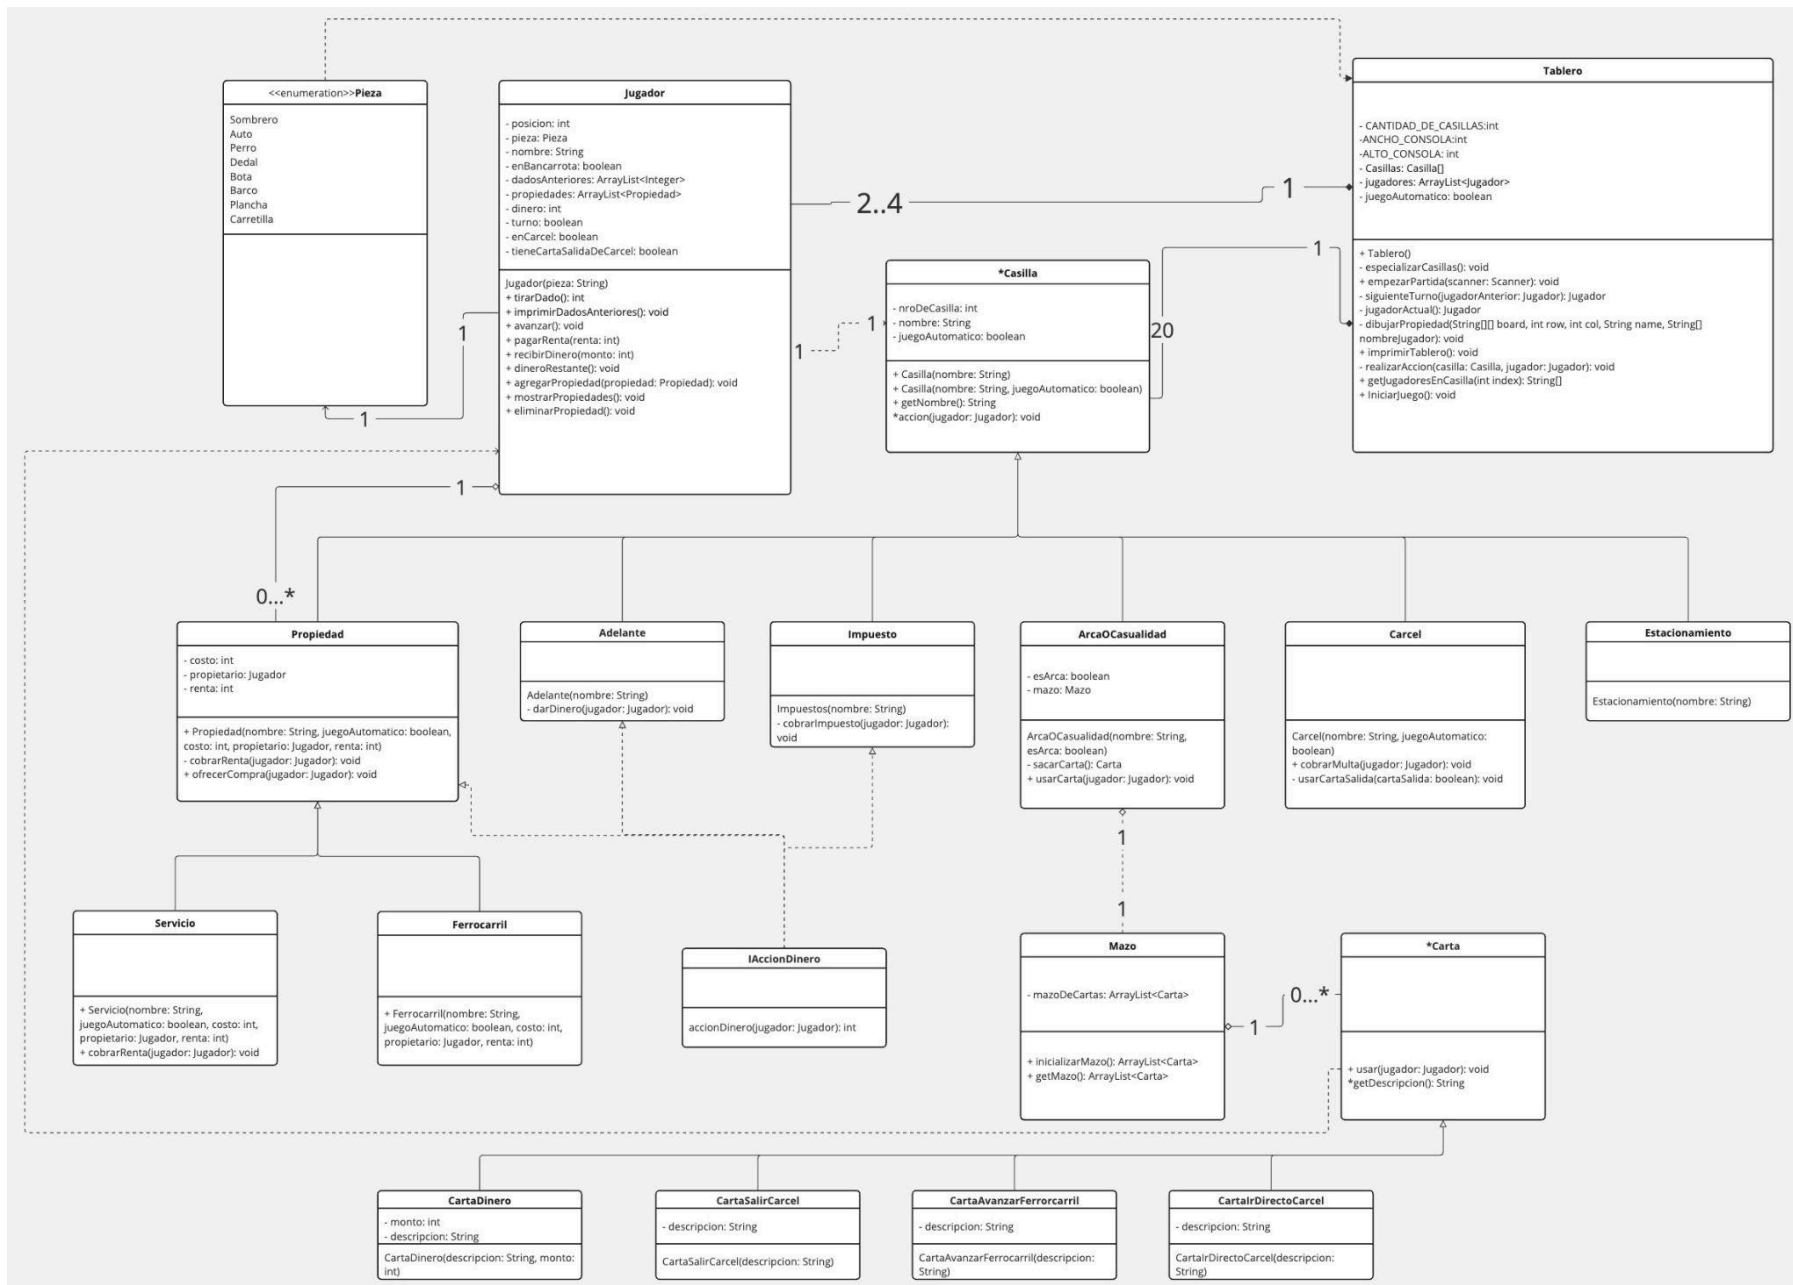 <<enumeration>>Pieza
Sombrero
Auto
Perro
Dedal
Bota
Barco
Plancha
Carretilla
Jugador
- posicion: int
- pieza: Pieza
- nombre: String
- enBancarrota: boolean
- dadosAnteriores: ArrayList<Integer>
- propiedades: ArrayList<Propiedad>
- dinero: int
- turno: boolean
- enCarcel: boolean
- tieneCartaSalidaDeCarcel: boolean
Jugador(pieza: String)
+ tirarDado(): int
+ imprimirDadosAnteriores(): void
+ avanzar(): void
+ pagarRenta(renta: int)
+ recibirDinero(monto: int)
+ dineroRestante(): void
+ agregarPropiedad(propiedad: Propiedad): void
+ mostrarPropiedades(): void
+ eliminarPropiedad(): void
Tablero
- CANTIDAD_DE_CASILLAS:int
-ANCHO_CONSOLA:int
-ALTO_CONSOLA: int
- Casillas: Casilla[]
- jugadores: ArrayList<Jugador>
- juegoAutomatico: boolean
+ Tablero()
- especializarCasillas(): void
+ empezarPartida(scanner: Scanner): void
- siguienteTurno(jugadorAnterior: Jugador): Jugador
- jugadorActual(): Jugador
- dibujarPropiedad(String[][] board, int row, int col, String name, String[]
nombreJugador): void
+ imprimirTablero(): void
- realizarAccion(casilla: Casilla, jugador: Jugador): void
+ getJugadoresEnCasilla(int index): String[]
+ IniciarJuego(): void
2..4
1
*Casilla
- nroDeCasilla: int
- nombre: String
- juegoAutomatico: boolean
+ Casilla(nombre: String)
+ Casilla(nombre: String, juegoAutomatico: boolean)
+ getNombre(): String
*accion(jugador: Jugador): void
1
20
1
1
1
1
1
0...*
Propiedad
- costo: int
- propietario: Jugador
- renta: int
+ Propiedad(nombre: String, juegoAutomatico: boolean,
costo: int, propietario: Jugador, renta: int)
- cobrarRenta(jugador: Jugador): void
+ ofrecerCompra(jugador: Jugador): void
Adelante
Adelante(nombre: String)
- darDinero(jugador: Jugador): void
Impuesto
Impuestos(nombre: String)
- cobrarImpuesto(jugador: Jugador):
void
ArcaOCasualidad
- esArca: boolean
- mazo: Mazo
ArcaOCasualidad(nombre: String,
esArca: boolean)
- sacarCarta(): Carta
+ usarCarta(jugador: Jugador): void
Carcel
Carcel(nombre: String, juegoAutomatico:
boolean)
+ cobrarMulta(jugador: Jugador): void
- usarCartaSalida(cartaSalida: boolean): void
Estacionamiento
Estacionamiento(nombre: String)
1
1
Servicio
+ Servicio(nombre: String,
juegoAutomatico: boolean, costo: int,
propietario: Jugador, renta: int)
+ cobrarRenta(jugador: Jugador): void
Ferrocarril
+ Ferrocarril(nombre: String,
juegoAutomatico: boolean, costo: int,
propietario: Jugador, renta: int)
IAccionDinero
accionDinero(jugador: Jugador): int
Mazo
- mazoDeCartas: ArrayList<Carta>
+ inicializarMazo(): ArrayList<Carta>
+ getMazo(): ArrayList<Carta>
1
0...*
*Carta
+ usar(jugador: Jugador): void
*getDescripcion(): String
CartaDinero
- monto: int
- descripcion: String
CartaDinero(descripcion: String, monto:
int)
CartaSalirCarcel
- descripcion: String
CartaSalirCarcel(descripcion: String)
CartaAvanzarFerrorcarril
- descripcion: String
CartaAvanzarFerrocarril(descripcion:
String)
CartaIrDirectoCarcel
- descripcion: String
CartaIrDirectoCarcel(descripcion:
String)